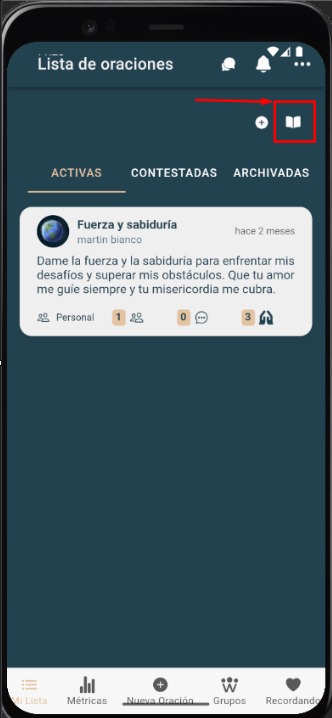 Lista de oraciones
ACTIVAS
CONTESTADAS
ARCHIVADAS
Fuerza y sabiduría
martin bianco
hace 2 meses
Dame la fuerza y la sabiduría para enfrentar mis
desafíos y superar mis obstáculos. Que tu amor
me guíe siempre y tu misericordia me cubra.
Personal
1
0
3
Mi Lista
Métricas
Nueva Oración
Grupos
Recordando